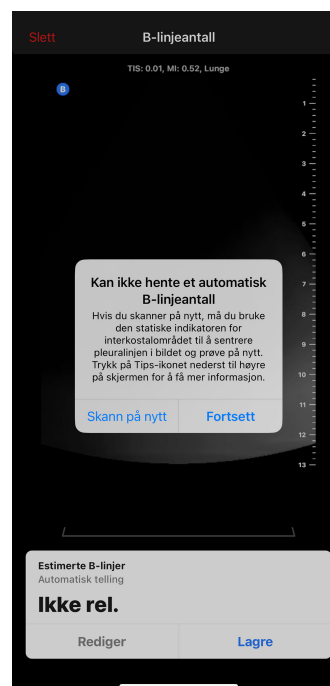 Slett
B-linjeantall
TIS: 0.01, MI: 0.52, Lunge
B
1
2
3
4
5
6
7
8
9
10
11
12
13
Kan ikke hente et automatisk
B-linjeantall
Hvis du skanner på nytt, må du bruke
den statiske indikatoren for
interkostalområdet til å sentrere
pleuralinjen i bildet og prøve på nytt.
Trykk på Tips-ikonet nederst til høyre
på skjermen for å få mer informasjon.
Skann på nytt
Fortsett
Estimerte B-linjer
Automatisk telling
Ikke rel.
Rediger
Lagre